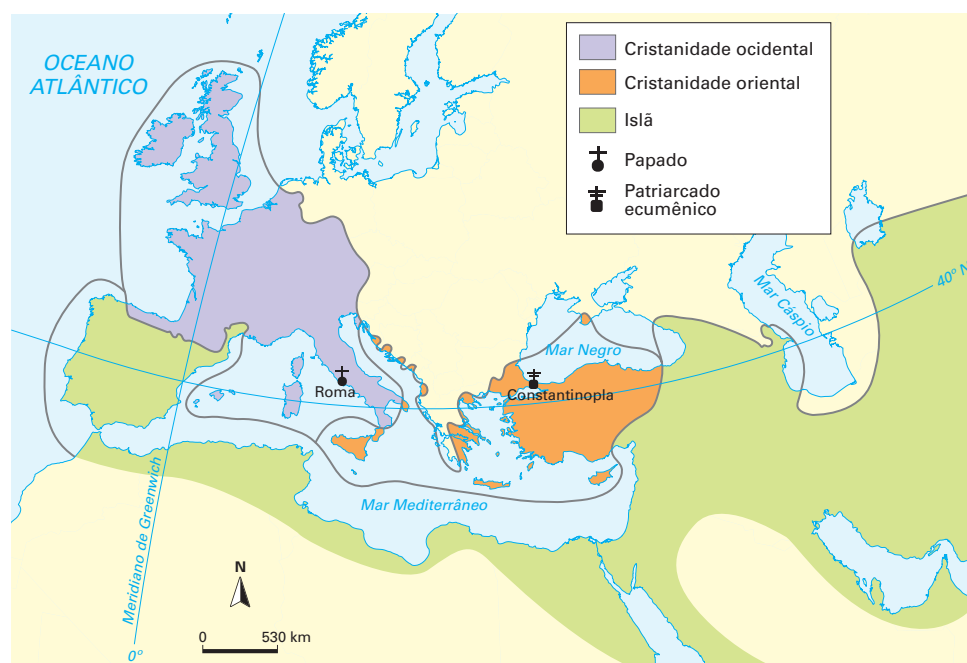 OCEANO
ATLÂNTICO
Cristanidade ocidental
Cristanidade oriental
Islã
Papado
Patriarcado
ecumênico
40° N
Mar Cáspio
Mar Negro
Roma
Constantinopla
Mar Mediterrâneo
Meridiano de Greenwich
N
0
530 km
0°